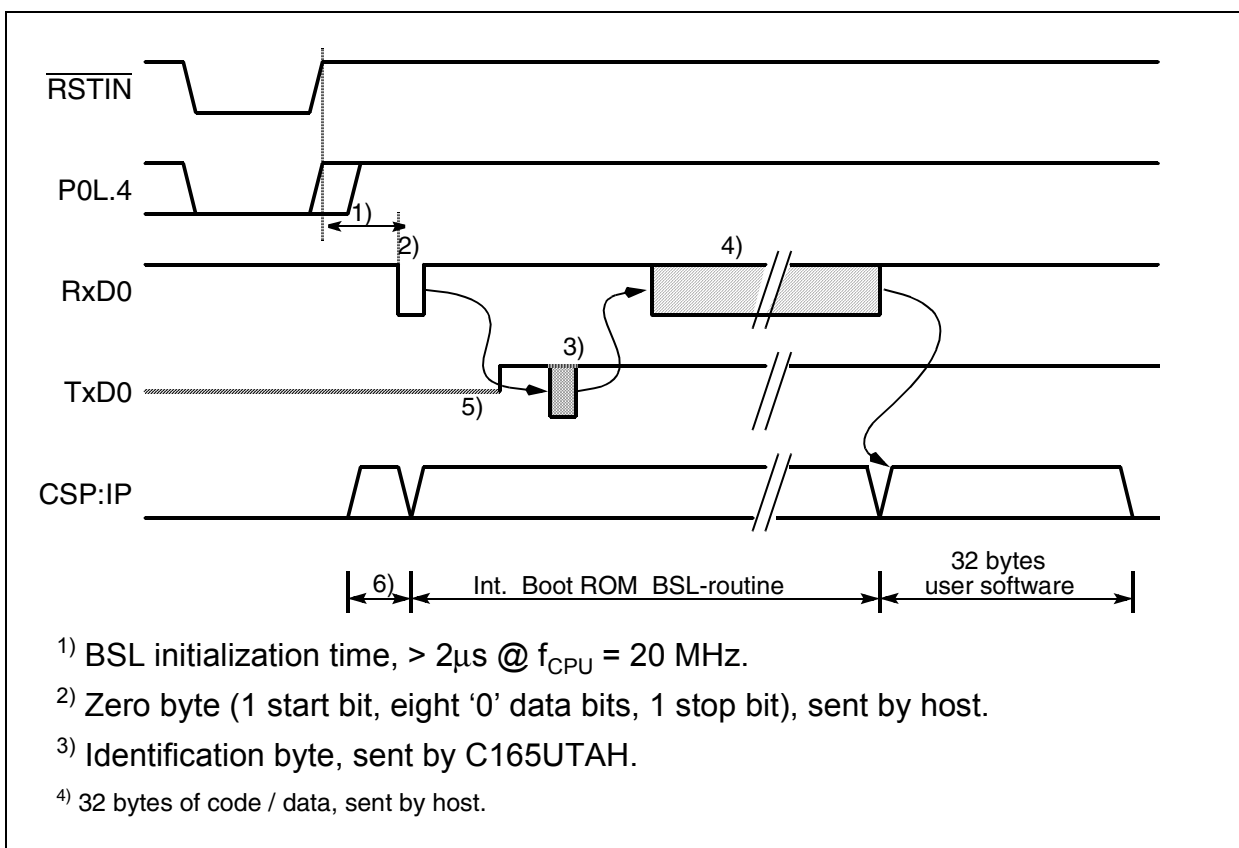 RSTIN
P0L.4
1)
2)
4)
RxD0
3)
TxD0
5)
CSP:IP
6)
Int. Boot ROM BSL-routine
32 bytes
user software
1) BSL initialization time, > 2μs @ fCPU = 20 MHz.
2) Zero byte (1 start bit, eight ‘0’ data bits, 1 stop bit), sent by host.
3) Identification byte, sent by C165UTAH.
4) 32 bytes of code / data, sent by host.